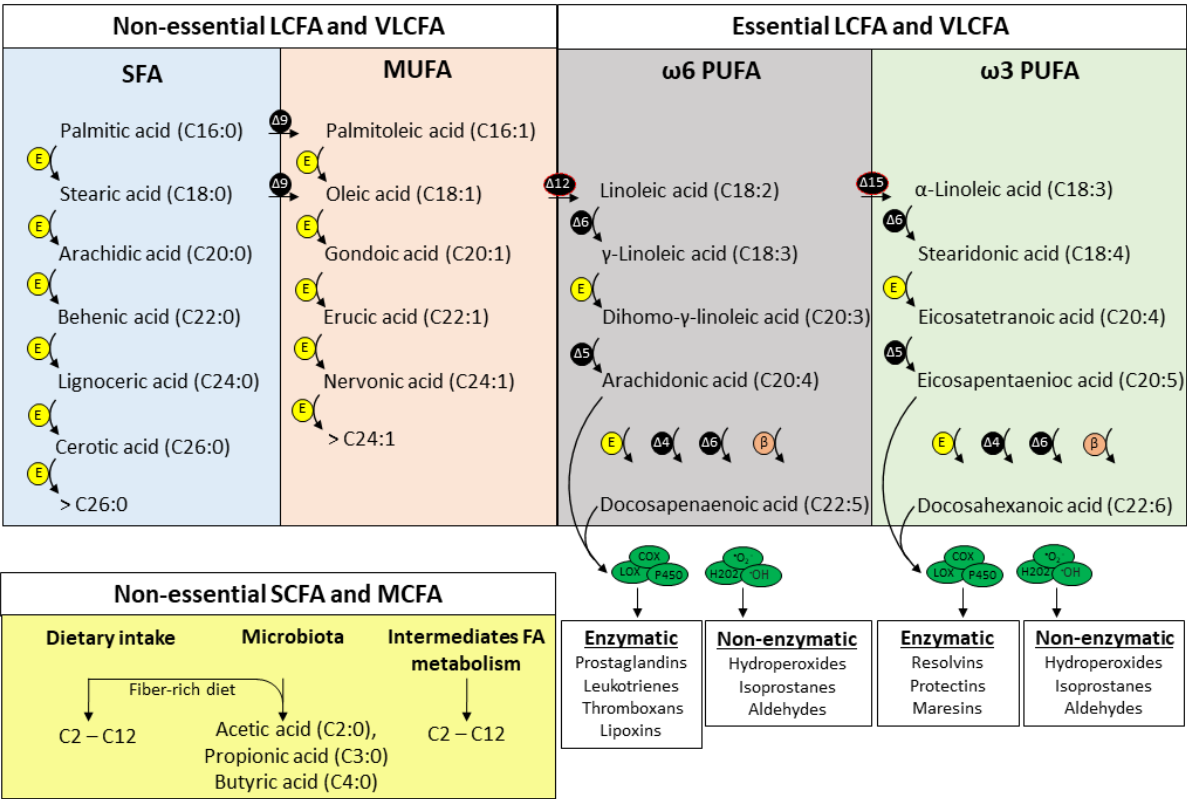 Non-essential LCFA and VLCFA
SFA
Palmitic acid (C16:0)
E
Stearic acid (C18:0)
E
Arachidic acid (C20:0)
E
Behenic acid (C22:0)
E
Lignoceric acid (C24:0)
E
Cerotic acid (C26:0)
E
> C26:0
Δ9
Δ9
MUFA
Palmitoleic acid (C16:1)
E
Oleic acid (C18:1)
E
Gondoic acid (C20:1)
E
Erucic acid (C22:1)
E
Nervonic acid (C24:1)
E
> C24:1
Essential LCFA and VLCFA
Δ12
ω6 PUFA
Linoleic acid (C18:2)
Δ6
γ-Linoleic acid (C18:3)
E
Dihomo-γ-linoleic acid (C20:3)
Δ5
Arachidonic acid (C20:4)
E Δ4 Δ6 β
Docosapenaenoic acid (C22:5)
Δ15
ω3 PUFA
α-Linoleic acid (C18:3)
Δ6
Stearidonic acid (C18:4)
E
Eicosatetranoic acid (C20:4)
Δ5
Eicosapentaenioc acid (C20:5)
E Δ4 Δ6 β
Docosahexanoic acid (C22:6)
COX
LOX P450
•O₂⁻
H202 •OH
COX
LOX P450
•O₂⁻
H202 •OH
Enzymatic
Prostaglandins
Leukotrienes
Thromboxans
Lipoxins
Non-enzymatic
Hydroperoxides
Isoprostanes
Aldehydes
Enzymatic
Resolvins
Protectins
Maresins
Non-enzymatic
Hydroperoxides
Isoprostanes
Aldehydes
Non-essential SCFA and MCFA
Dietary intake
C2 – C12
Fiber-rich diet
Microbiota
Acetic acid (C2:0),
Propionic acid (C3:0)
Butyric acid (C4:0)
Intermediates FA
metabolism
C2 – C12